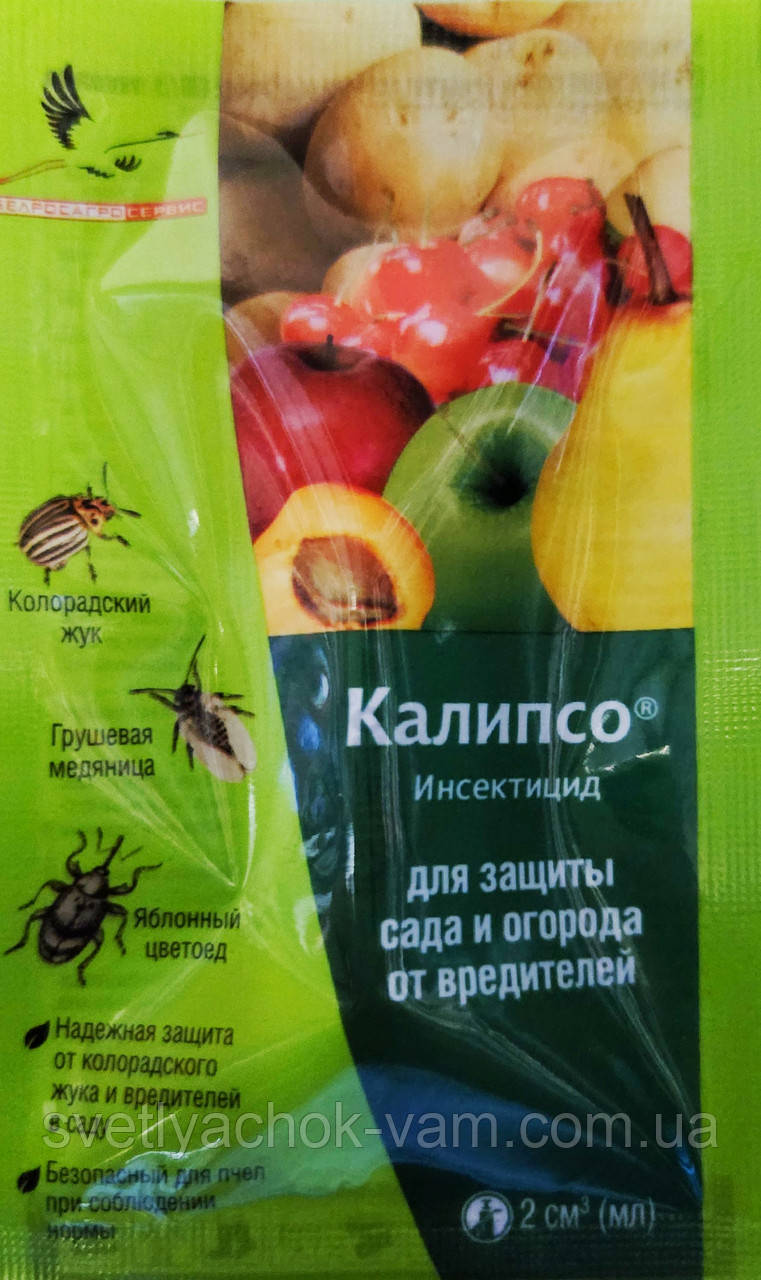 БЕЛРОСАГРОСЕРВИС
Колорадский
жук
Грушевая
медяница
Яблонный
цветоед
Калипсо®
Инсектицид
для защиты
сада и огорода
от вредителей
Надежная защита
от колорадского
жука и вредителей
в саду
Безопасный для пчел
при соблюдении
нормы
2 см³ (мл)
svetlyachok-vam.com.ua